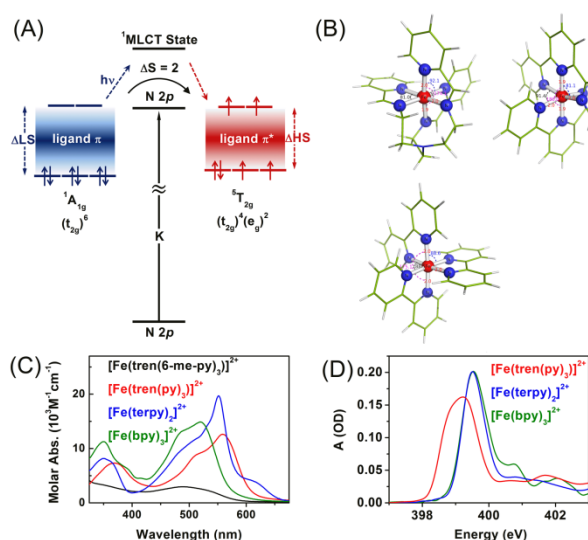 (A)
¹MLCT State
hν
ΔS = 2
N 2p
ΔLS
ligand π
ligand π*
ΔHS
¹A₁g
(t₂g)⁶
⁵T₂g
(t₂g)⁴(eg)²
K
N 2p
(B)
(C)
[Fe(tren(6-me-py)₃)]²⁺
[Fe(tren(py)₃)]²⁺
[Fe(terpy)₂]²⁺
[Fe(bpy)₃]²⁺
Molar Abs. (10³M⁻¹cm⁻¹)
20
10
0
400
500
600
Wavelength (nm)
(D)
[Fe(tren(py)₃)]²⁺
[Fe(terpy)₂]²⁺
[Fe(bpy)₃]²⁺
A (OD)
0.20
0.15
0.10
0.05
0.0
398
400
402
Energy (eV)